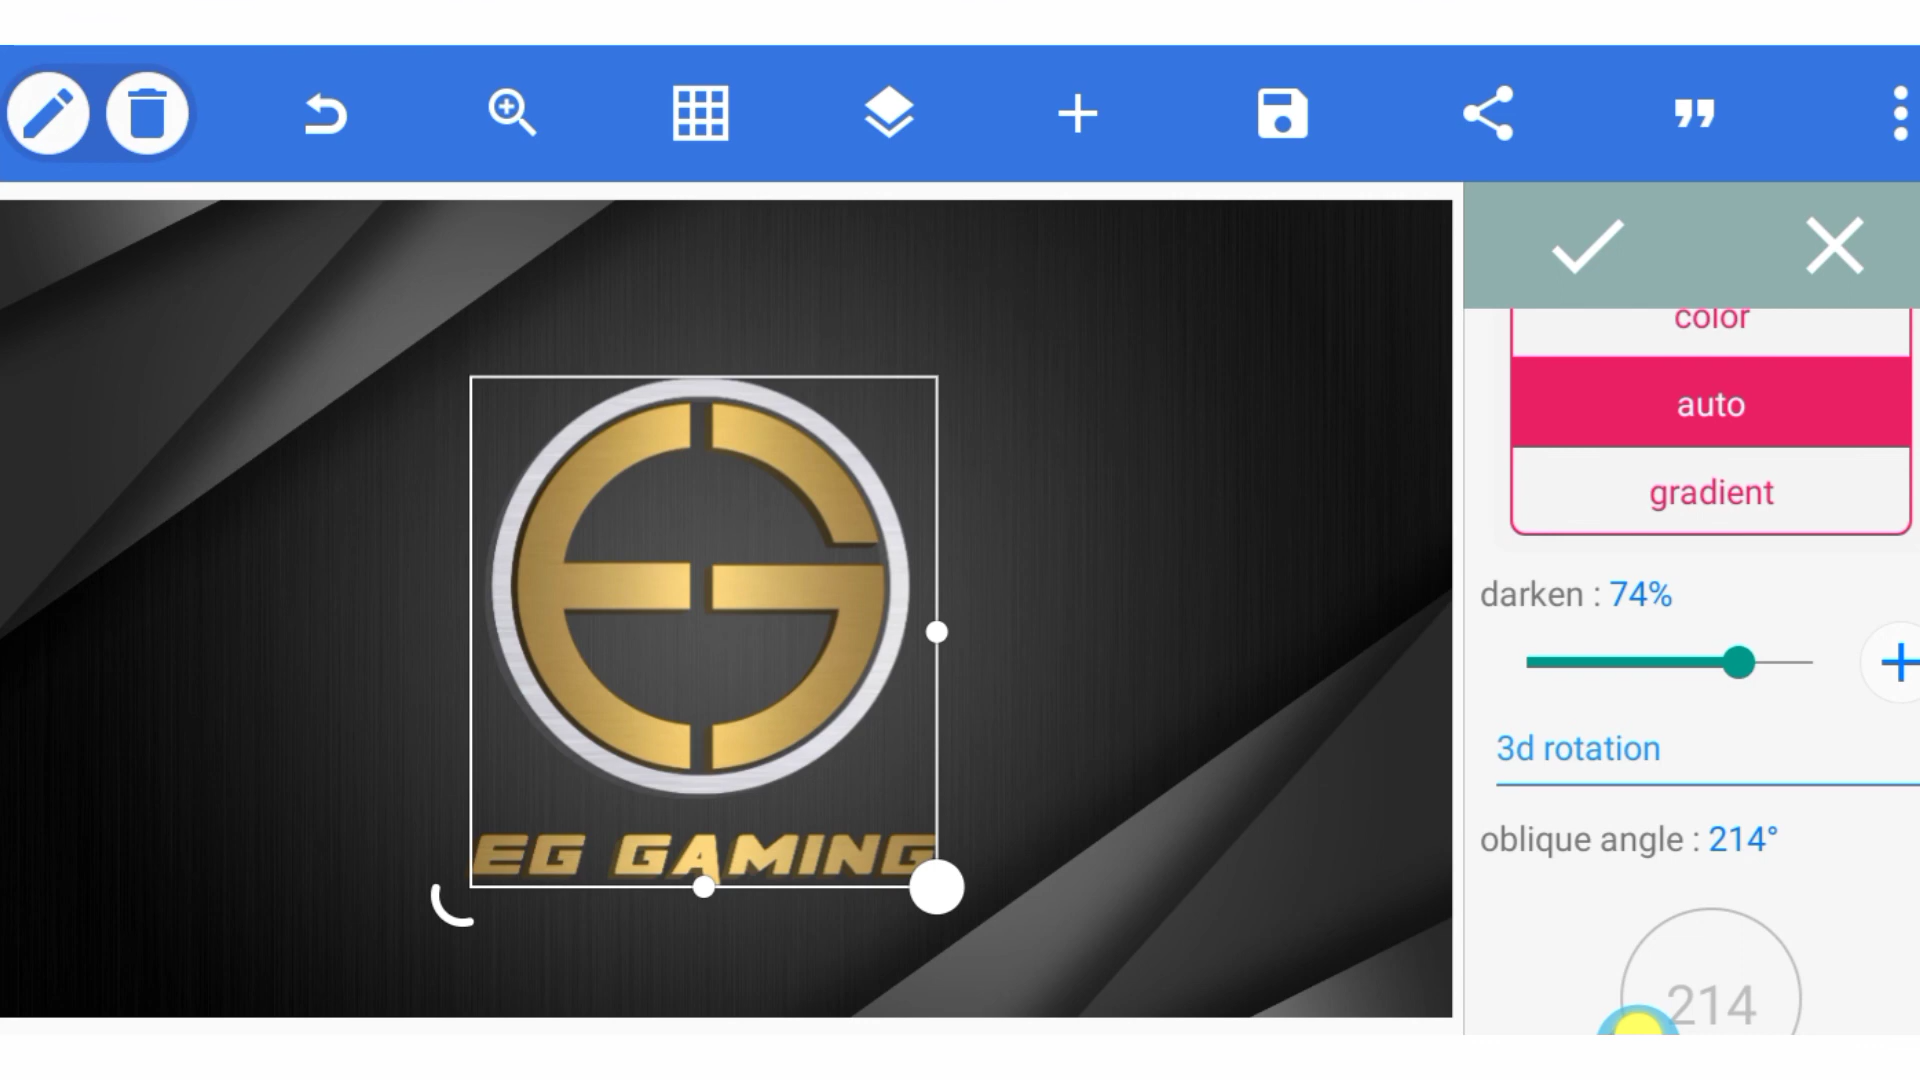 color
auto
gradient
darken : 74%
3d rotation
oblique angle : 214°
214
EG GAMING